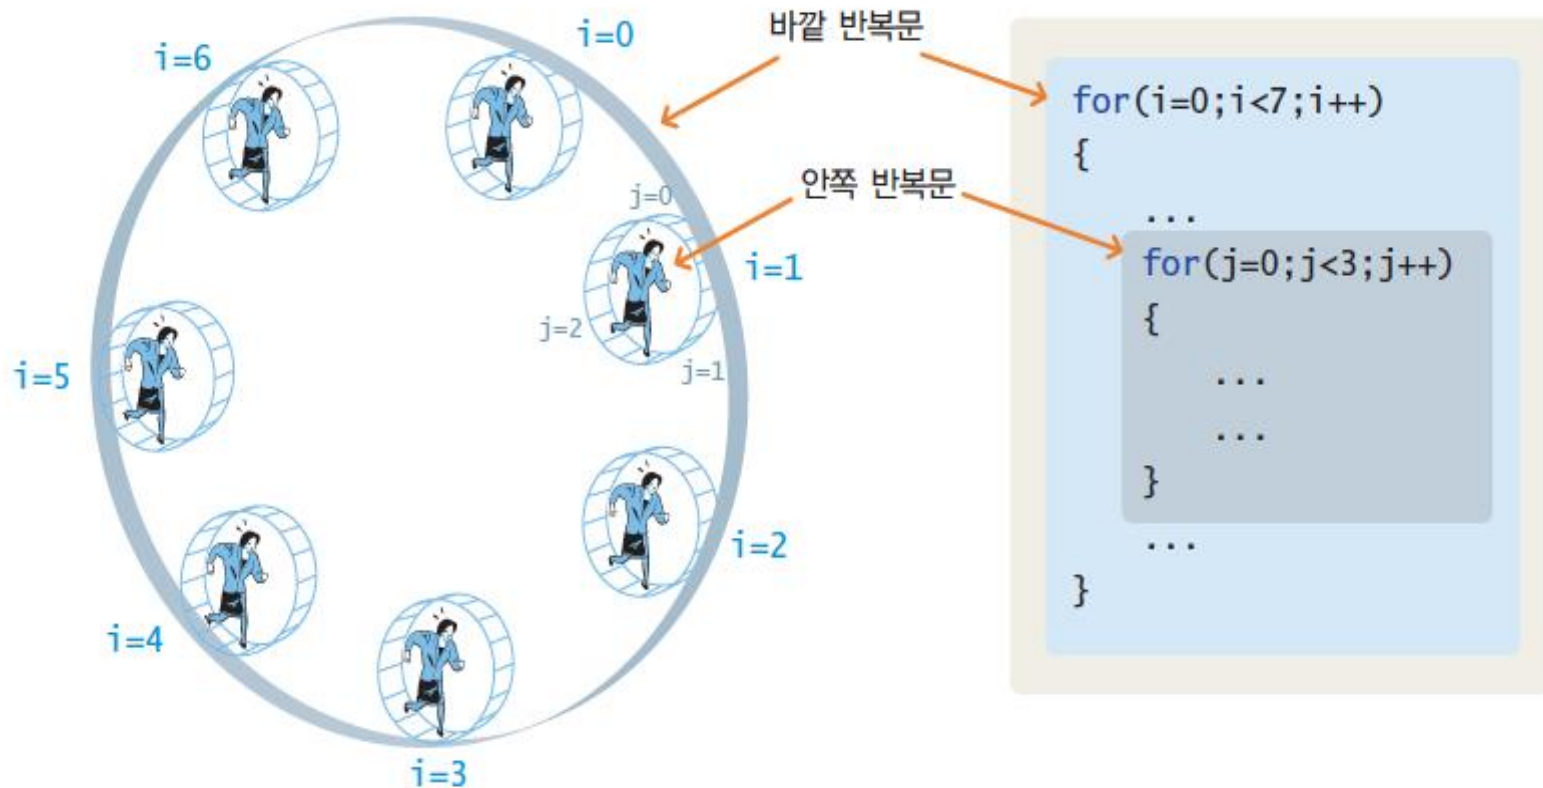 바깥 반복문
안쪽 반복문
i=0
i=1
i=2
i=3
i=4
i=5
i=6
j=0
j=1
j=2
for(i=0;i<7;i++)
{
...
for(j=0;j<3;j++)
{
...
...
}
...
}